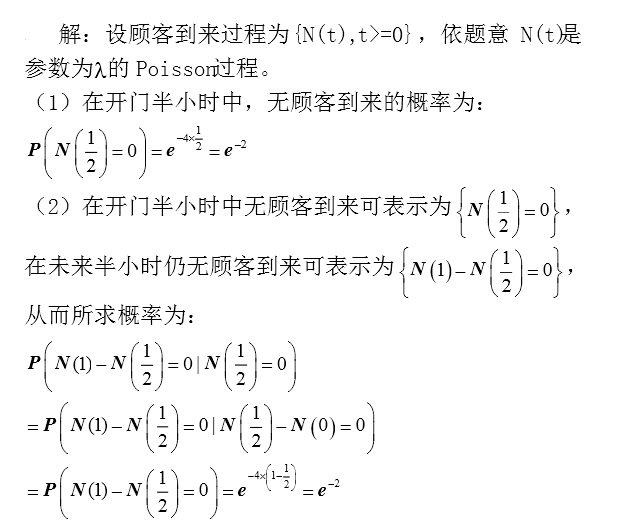 解：设顾客到来过程为{N(t),t>=0}，依题意 N(t)是
参数为λ的 Poisson过程。
（1）在开门半小时中，无顾客到来的概率为：
P(N(1/2)=0)=e^{-4×1/2}=e^{-2}
（2）在开门半小时中无顾客到来可表示为{N(1/2)=0}，
在未来半小时仍无顾客到来可表示为{N(1)-N(1/2)=0}，
从而所求概率为：
P(N(1)-N(1/2)=0|N(1/2)=0)
=P(N(1)-N(1/2)=0|N(1/2)-N(0)=0)
=P(N(1)-N(1/2)=0)=e^{-4×(1-1/2)}=e^{-2}